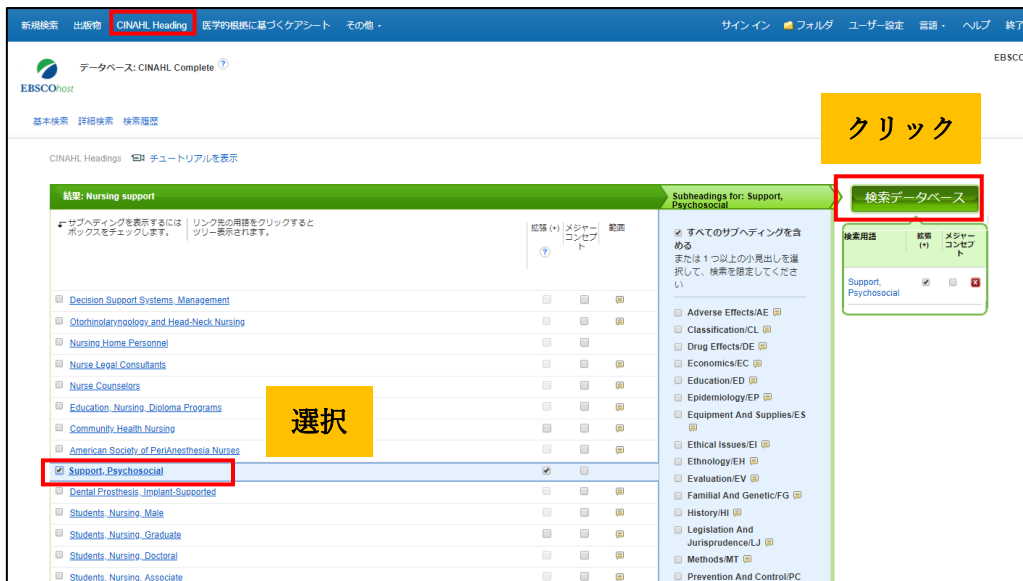 新規検索 出版物 CINAHL Heading 医学的根拠に基づくケアシート その他 サイン イン フォルダ ユーザー設定 言語 ヘルプ 終了
データベース: CINAHL Complete ?
EBSCO
EBSCOhost
基本検索 詳細検索 検索履歴
クリック
CINAHL Headings チュートリアルを表示
結果: Nursing support
Subheadings for: Support,
Psychosocial
検索データベース
サブヘディングを表示するには
ボックスをチェックします。
リンク先の用語をクリックすると
ツリー表示されます。
拡張 (+)
?
メジャー
コンセプ
ト
範囲
すべてのサブヘディングを含
める
または 1 つ以上の小見出しを選
択して、検索を限定してくださ
い
検索用語
拡張
(+)
メジャー
コンセプ
ト
Support,
Psychosocial
Decision Support Systems, Management
Otorhinolaryngology and Head-Neck Nursing
Nursing Home Personnel
Nurse Legal Consultants
Nurse Counselors
Education, Nursing, Diploma Programs
Community Health Nursing
American Society of PeriAnesthesia Nurses
Support, Psychosocial
Dental Prosthesis, Implant-Supported
Students, Nursing, Male
Students, Nursing, Graduate
Students, Nursing, Doctoral
Students, Nursing, Associate
選択
Adverse Effects/AE
Classification/CL
Drug Effects/DE
Economics/EC
Education/ED
Epidemiology/EP
Equipment And Supplies/ES
Ethical Issues/EI
Ethnology/EH
Evaluation/EV
Familial And Genetic/FG
History/HI
Legislation And
Jurisprudence/LJ
Methods/MT
Prevention And Control/PC